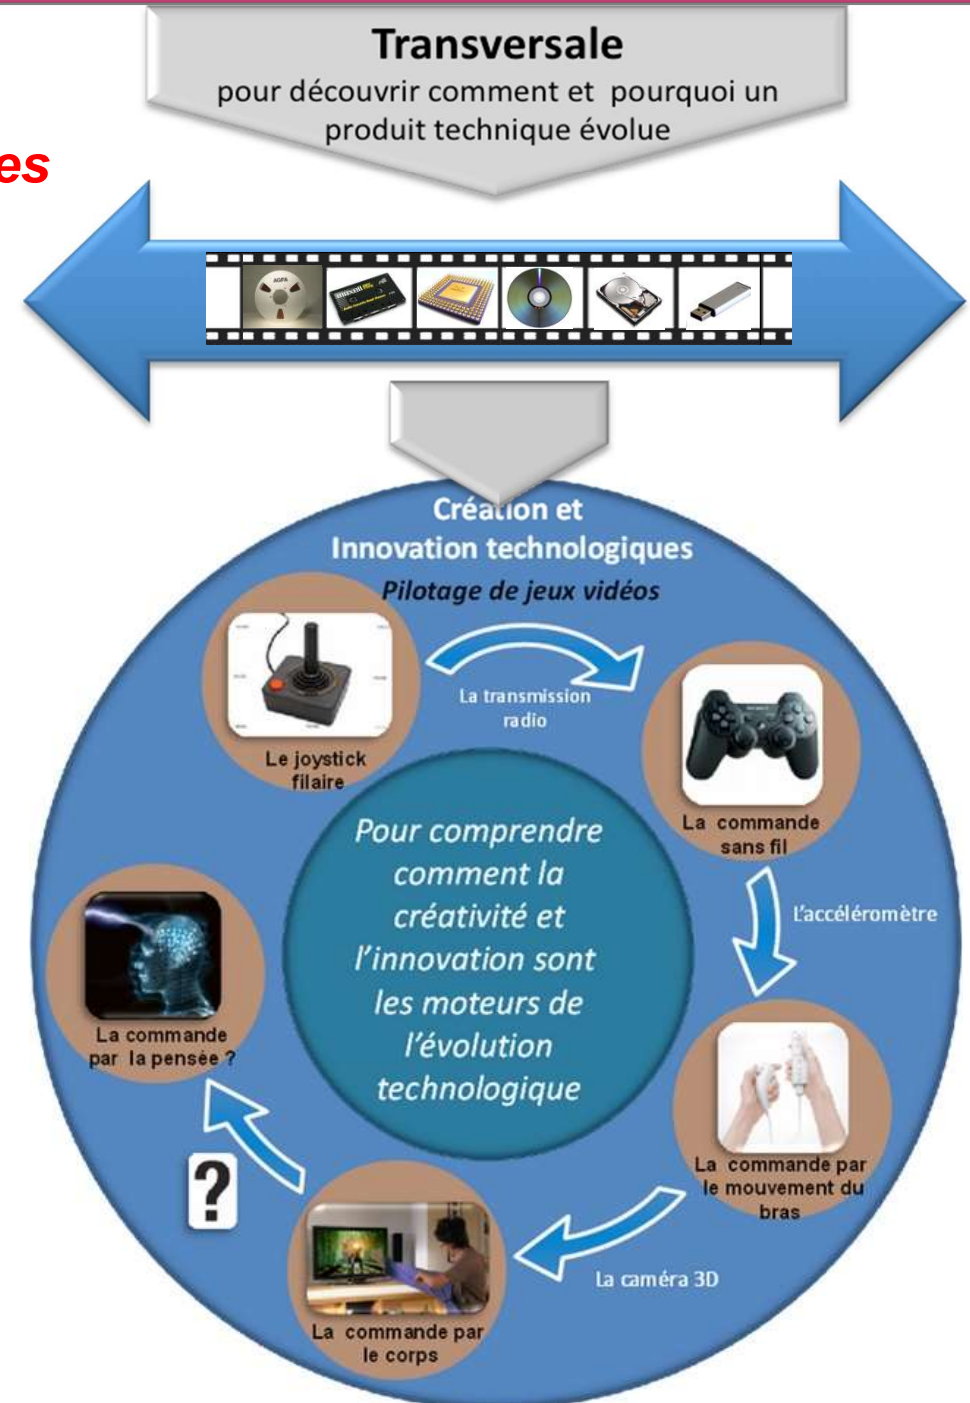 Transversale
pour découvrir comment et pourquoi un
produit technique évolue
es
AGFA
maxell
Création et
Innovation technologiques
Pilotage de jeux vidéos
La transmission
radio
Le joystick
filaire
La commande
sans fil
Pour comprendre
comment la
créativité et
l'innovation sont
les moteurs de
l'évolution
technologique
L'accéléromètre
La commande
par la pensée ?
La commande par
le mouvement du
bras
?
La caméra 3D
La commande par
le corps